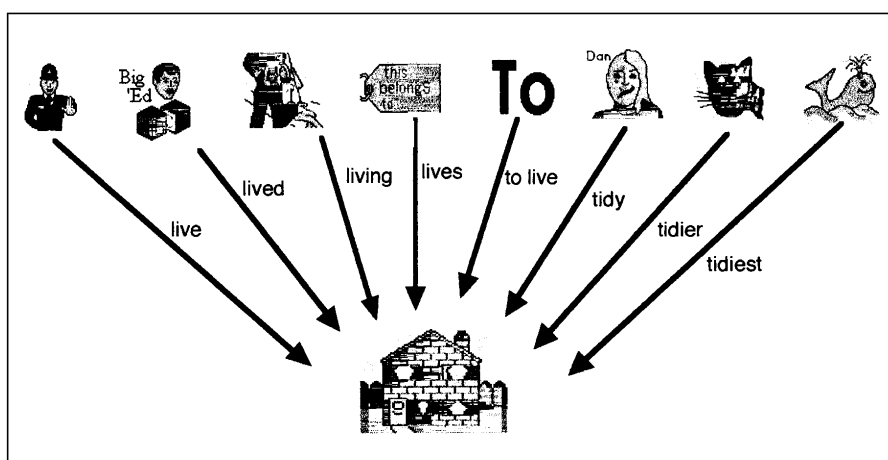 Big
Ed
this
belongs
to
To
Dan
live
lived
living
lives
to live
tidy
tidier
tidiest